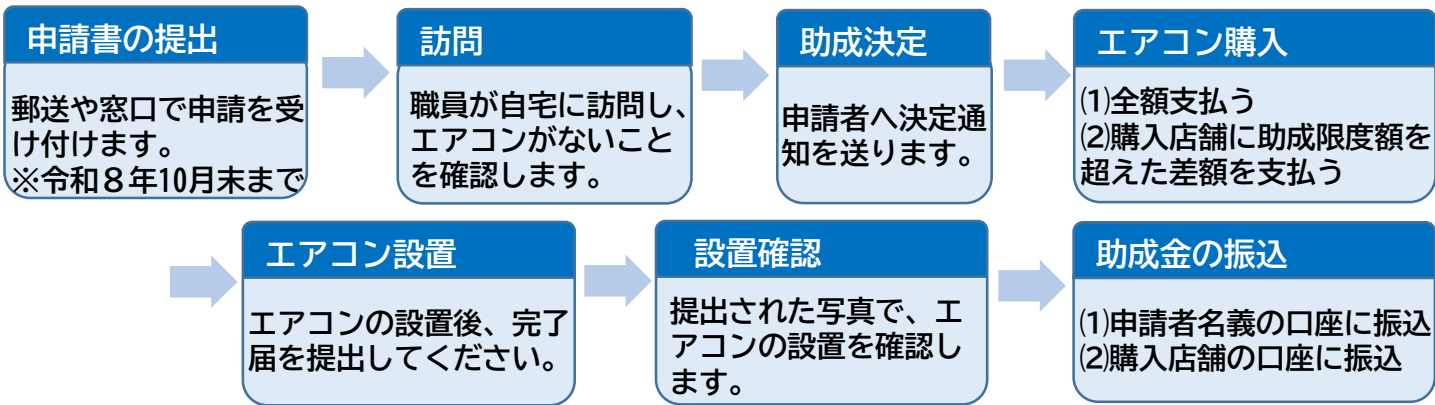 申請書の提出
郵送や窓口で申請を受
け付けます。
※令和８年10月末まで
訪問
職員が自宅に訪問し、
エアコンがないこと
を確認します。
助成決定
申請者へ決定通
知を送ります。
エアコン購入
⑴全額支払う
⑵購入店舗に助成限度額を
超えた差額を支払う
エアコン設置
エアコンの設置後、完了
届を提出してください。
設置確認
提出された写真で、エ
アコンの設置を確認し
ます。
助成金の振込
⑴申請者名義の口座に振込
⑵購入店舗の口座に振込